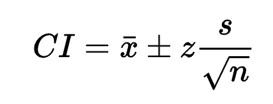 CI = x̄ ± z s/√n